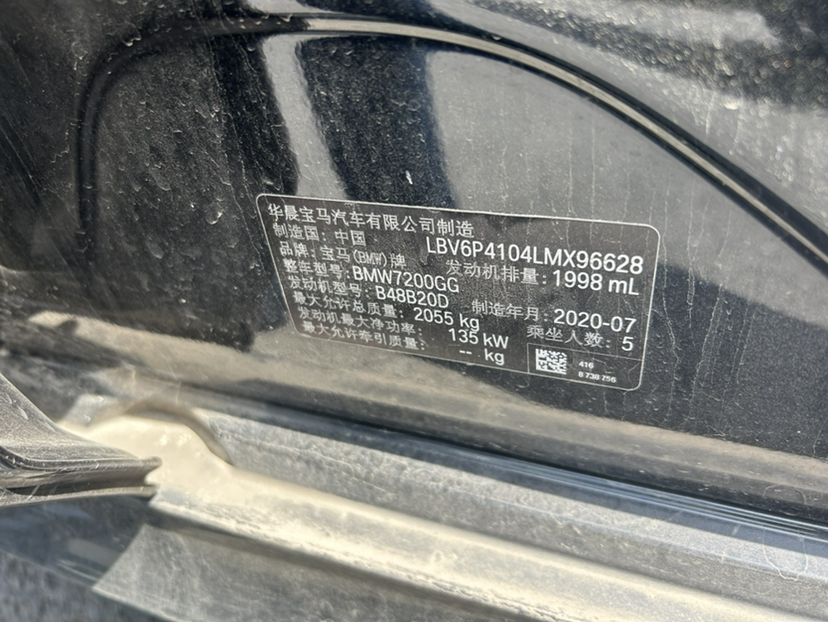 华晨宝马汽车有限公司制造
制造国: 中国 LBV6P4104LMX96628
品牌: 宝马(BMW)牌 发动机排量: 1998 mL
整车型号: BMW7200GG
发动机型号: B48B20D 制造年月: 2020-07
最大允许总质量: 2055 kg 乘坐人数: 5
发动机最大净功率: 135 kW
最大允许牵引质量: -- kg
416
8 738 756